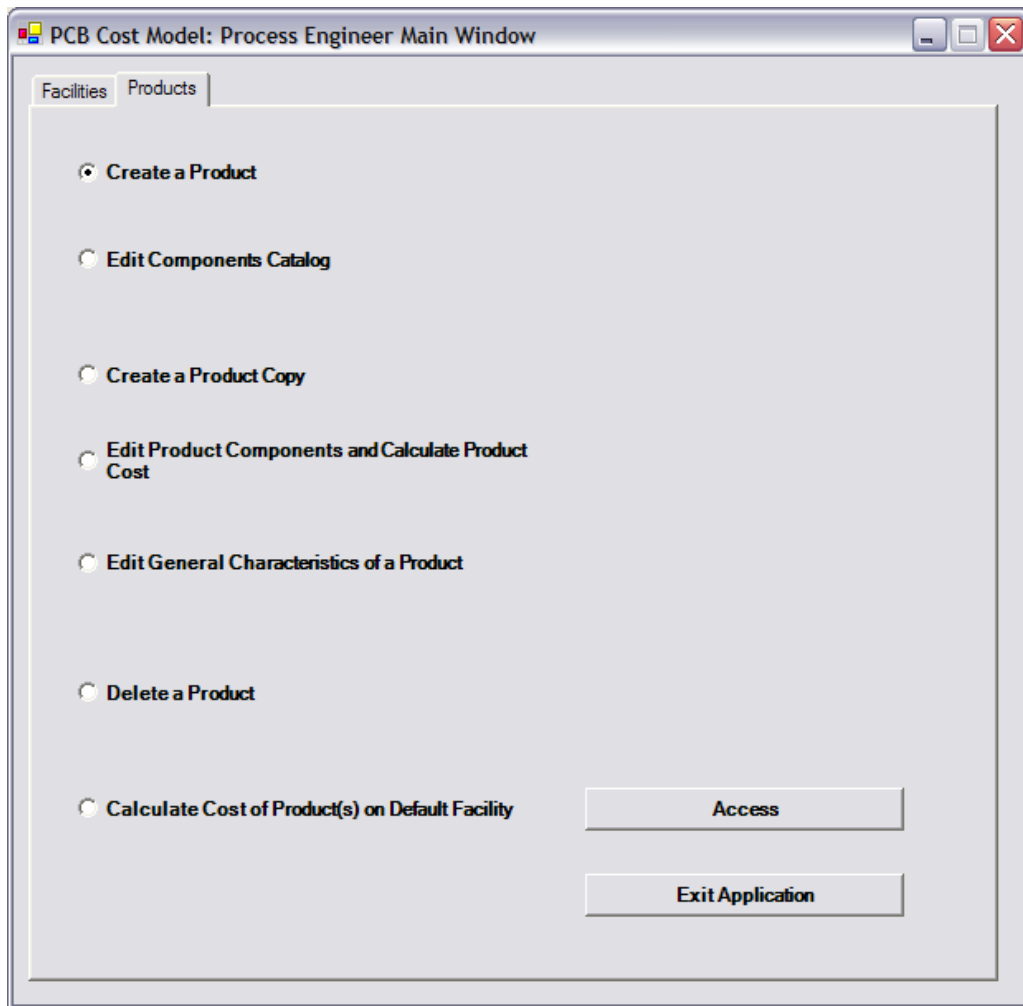 PCB Cost Model: Process Engineer Main Window
Facilities
Products
Create a Product
Edit Components Catalog
Create a Product Copy
Edit Product Components and Calculate Product
Cost
Edit General Characteristics of a Product
Delete a Product
Calculate Cost of Product(s) on Default Facility
Access
Exit Application